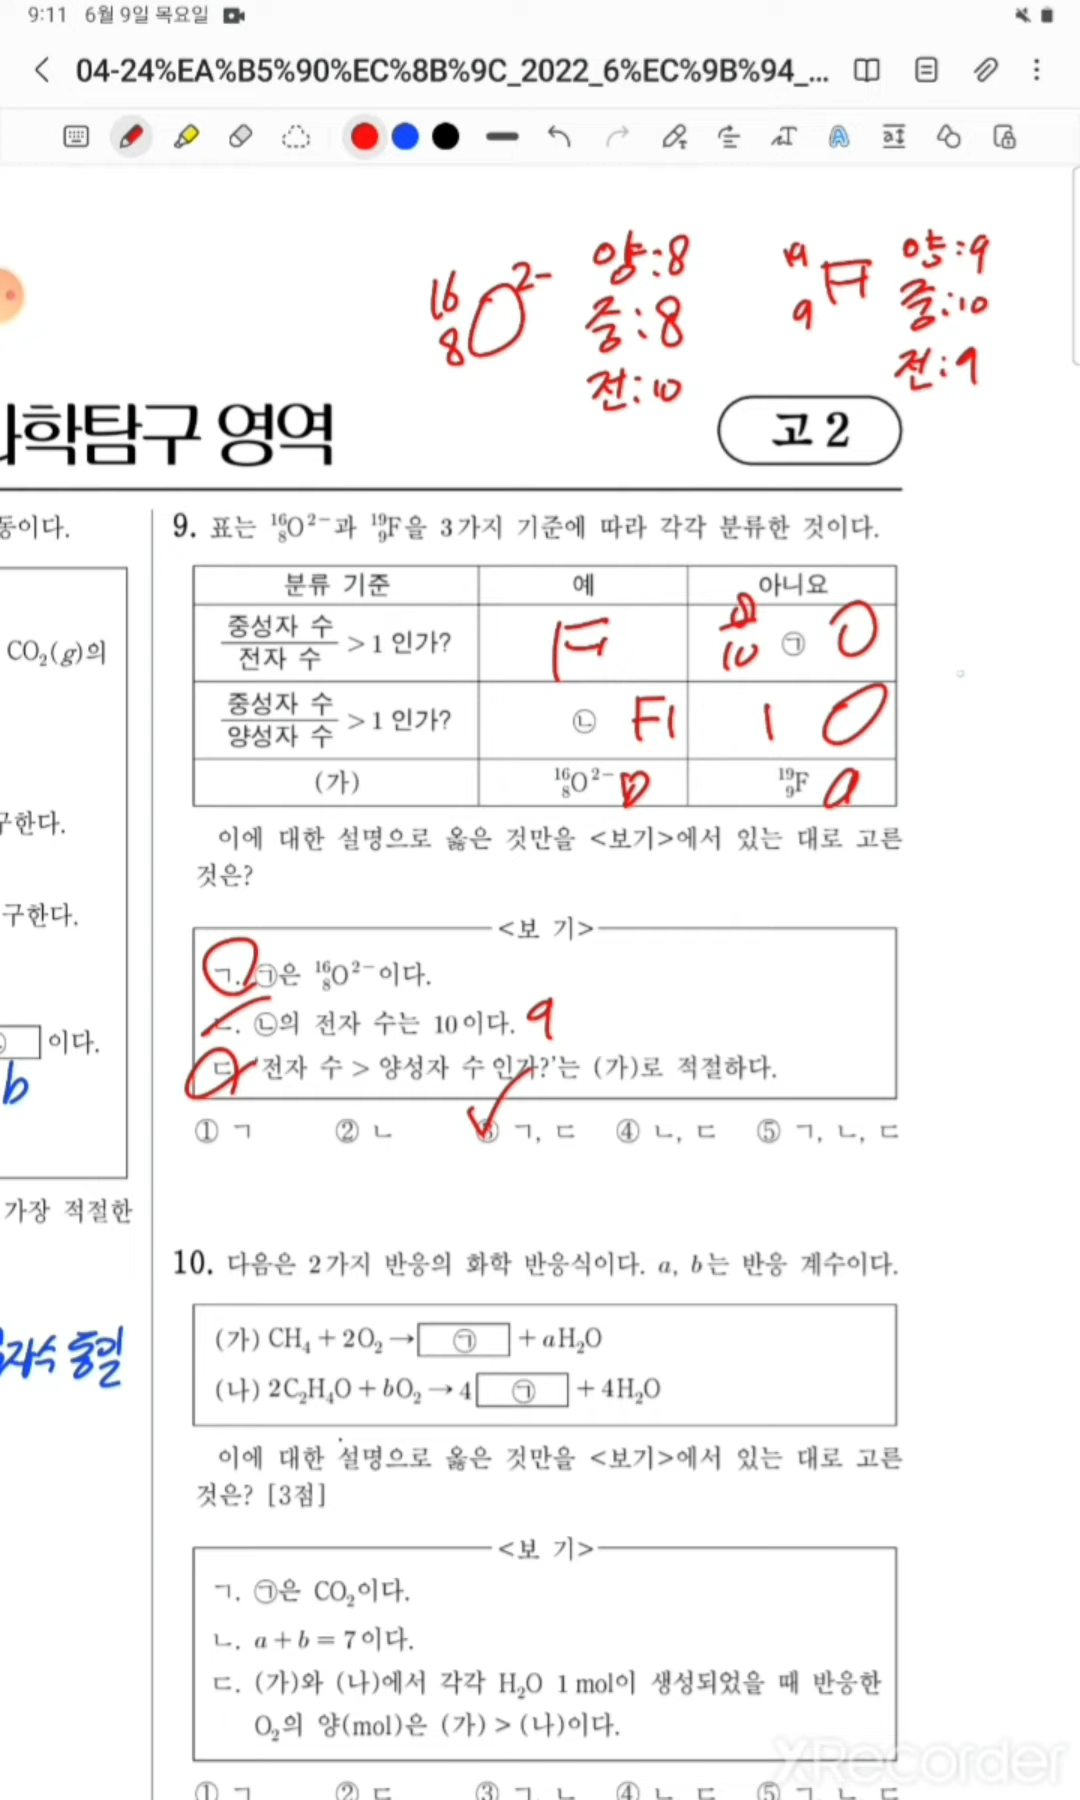 9:11 6월 9일 목요일
04-24%EA%B5%90%EC%8B%9C_2022_6%EC%9B%94_...
16 8 O 2-
양:8
중:8
전:10
19 9 F
양:9
중:10
전:9
학탐구 영역
고 2
동이다.
CO₂(g)의
구한다.
구한다.
이다.
b
가장 적절한
자수 동일
9. 표는 ¹⁶₈O²⁻과 ¹⁹₉F을 3가지 기준에 따라 각각 분류한 것이다.
분류 기준 예 아니요
중성자 수/전자 수 > 1 인가? F 8/10 ㉠ O
중성자 수/양성자 수 > 1 인가? ㉡ F 1 O
(가) ¹⁶₈O²⁻ ¹⁹₉F
이에 대한 설명으로 옳은 것만을 <보기>에서 있는 대로 고른
것은?
<보 기>
ㄱ. ㉠은 ¹⁶₈O²⁻이다.
ㄴ. ㉡의 전자 수는 10이다. 9
ㄷ. ‘전자 수 > 양성자 수 인가?’는 (가)로 적절하다.
① ㄱ ② ㄴ ③ ㄱ, ㄷ ④ ㄴ, ㄷ ⑤ ㄱ, ㄴ, ㄷ
10. 다음은 2가지 반응의 화학 반응식이다. a, b는 반응 계수이다.
(가) CH₄ + 2O₂ → ㉠ + aH₂O
(나) 2C₂H₄O + bO₂ → 4 ㉠ + 4H₂O
이에 대한 설명으로 옳은 것만을 <보기>에서 있는 대로 고른
것은? [3점]
<보 기>
ㄱ. ㉠은 CO₂이다.
ㄴ. a + b = 7이다.
ㄷ. (가)와 (나)에서 각각 H₂O 1 mol이 생성되었을 때 반응한
O₂의 양(mol)은 (가) > (나)이다.
① ㄱ ② ㄷ ③ ㄱ, ㄴ ④ ㄴ, ㄷ ⑤ ㄱ, ㄴ, ㄷ
XRecorder